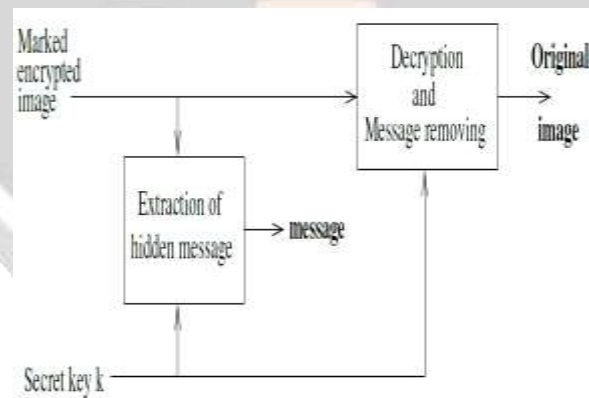 Marked
encrypted
image
Decryption
and
Message removing
Original
image
Extraction of
hidden message
message
Secret key k